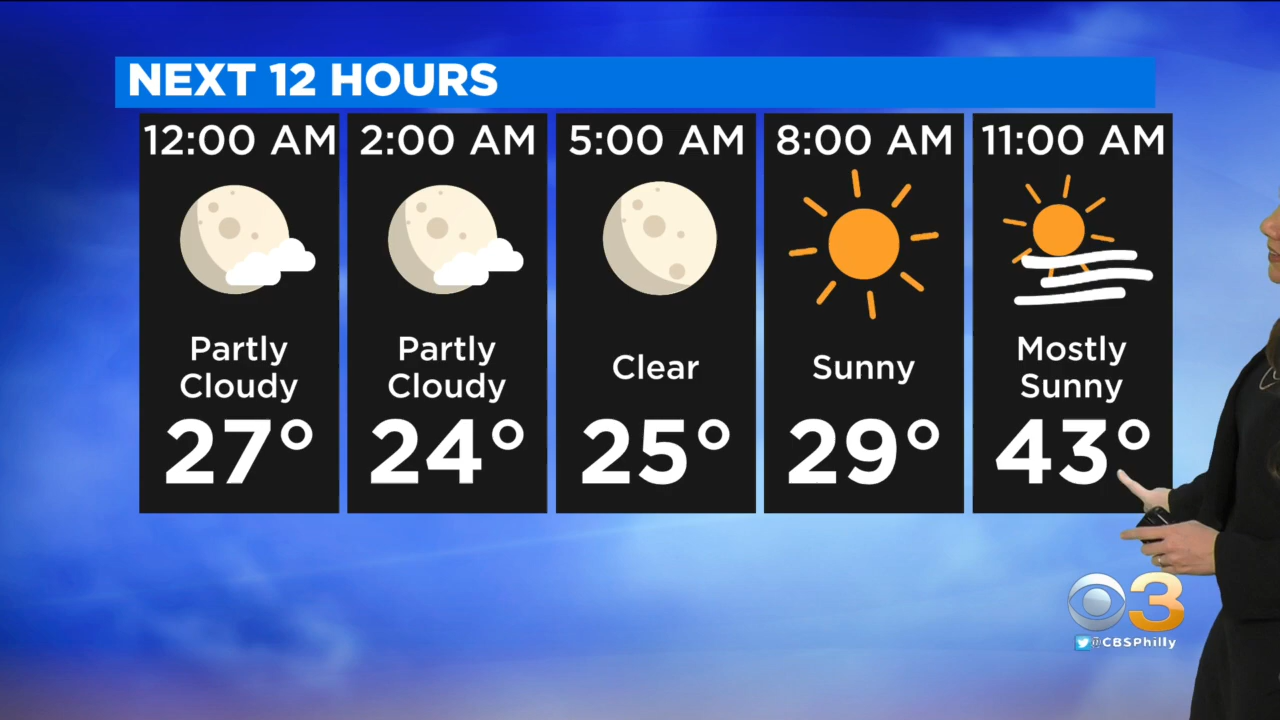 NEXT 12 HOURS
12:00 AM
Partly
Cloudy
27°
2:00 AM
Partly
Cloudy
24°
5:00 AM
Clear
25°
8:00 AM
Sunny
29°
11:00 AM
Mostly
Sunny
43°
3
@CBSPhilly